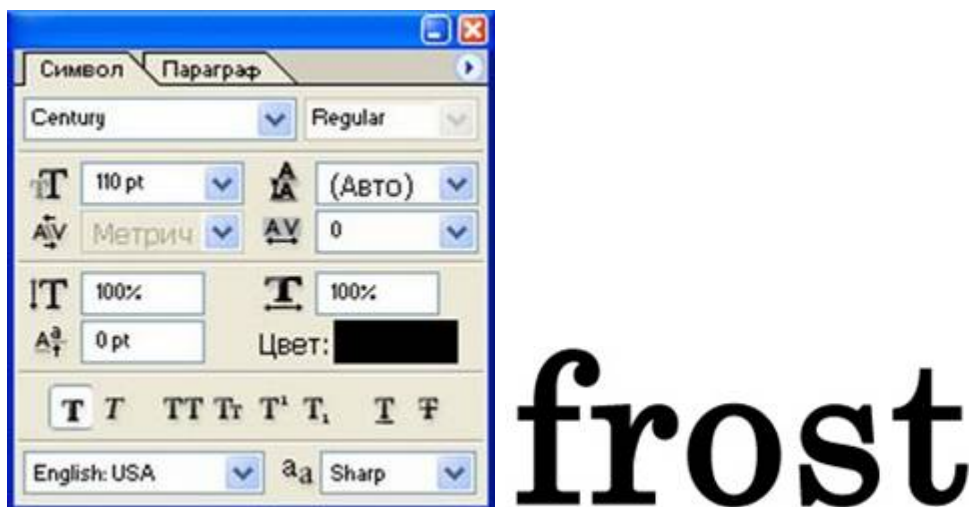 Символ Параграф
Century Regular
110 pt (Авто)
Метрич 0
100% 100%
0 pt Цвет:
T T TT Tт T¹ T₁ T T
English: USA aa Sharp
frost